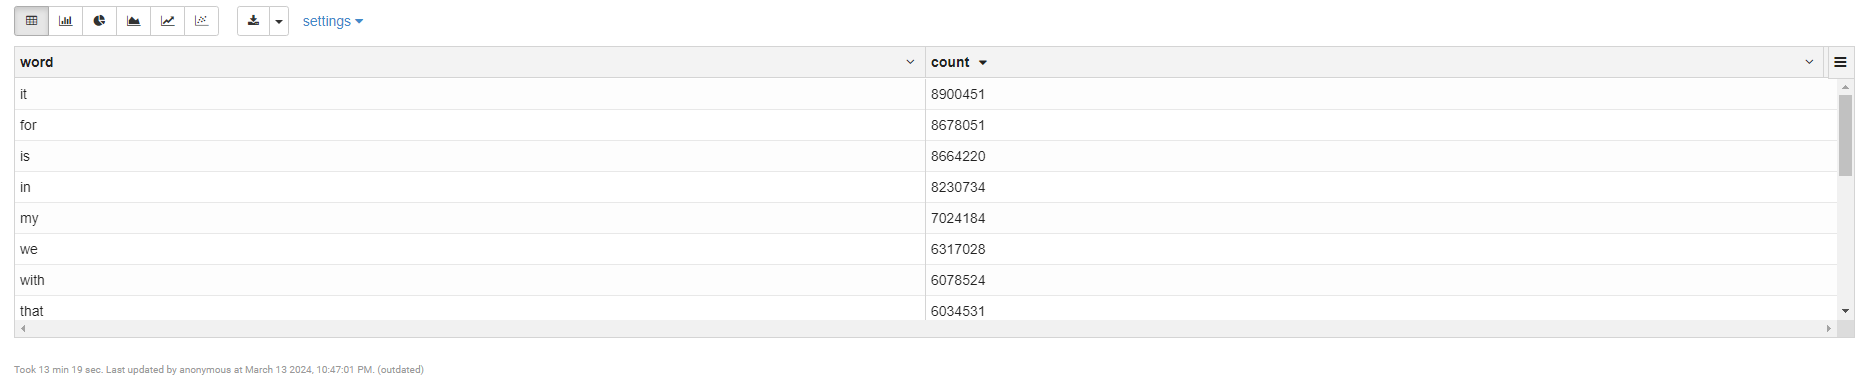 settings
word count
it 8900451
for 8678051
is 8664220
in 8230734
my 7024184
we 6317028
with 6078524
that 6034531
Took 13 min 19 sec. Last updated by anonymous at March 13 2024, 10:47:01 PM. (outdated)